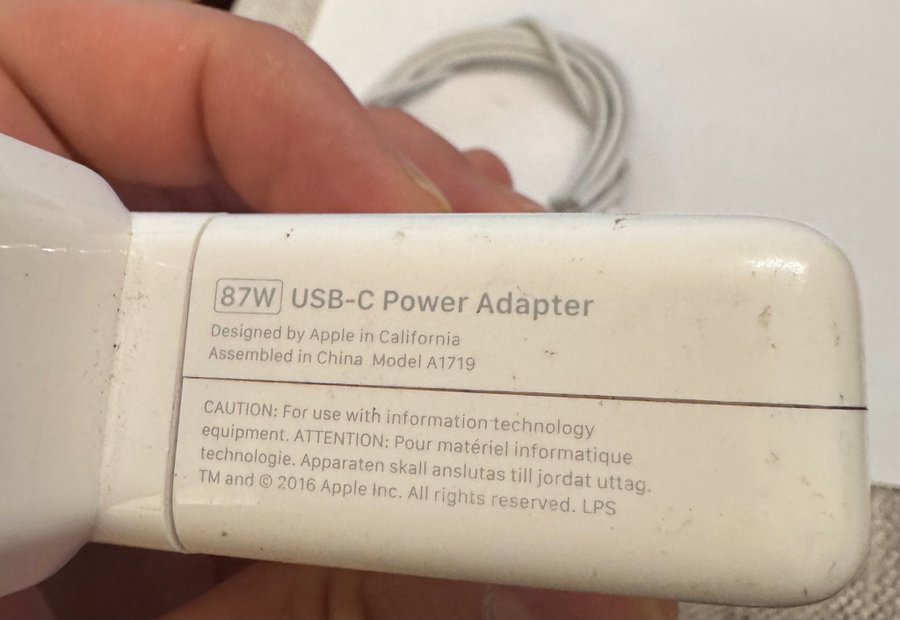 87W USB-C Power Adapter
Designed by Apple in California
Assembled in China Model A1719
CAUTION: For use with information technology
equipment. ATTENTION: Pour matériel informatique
technologie. Apparaten skall anslutas till jordat uttag.
TM and © 2016 Apple Inc. All rights reserved. LPS